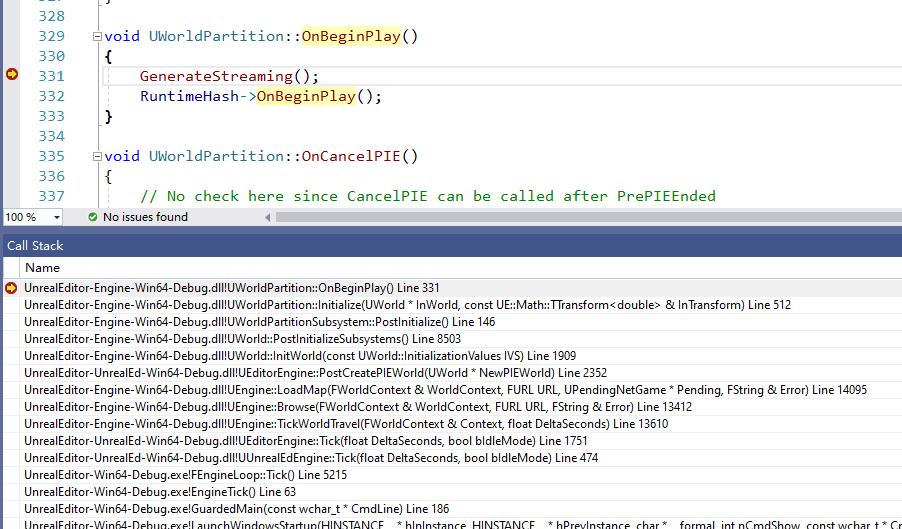 328
329 void UWorldPartition::OnBeginPlay()
330 {
331 GenerateStreaming();
332 RuntimeHash->OnBeginPlay();
333 }
334
335 void UWorldPartition::OnCancelPIE()
336 {
337 // No check here since CancelPIE can be called after PrePIEEnded
100 % No issues found
Call Stack
Name
UnrealEditor-Engine-Win64-Debug.dll!UWorldPartition::OnBeginPlay() Line 331
UnrealEditor-Engine-Win64-Debug.dll!UWorldPartition::Initialize(UWorld * InWorld, const UE::Math::TTransform<double> & InTransform) Line 512
UnrealEditor-Engine-Win64-Debug.dll!UWorldPartitionSubsystem::PostInitialize() Line 146
UnrealEditor-Engine-Win64-Debug.dll!UWorld::PostInitializeSubsystems() Line 8503
UnrealEditor-Engine-Win64-Debug.dll!UWorld::InitWorld(const UWorld::InitializationValues IVS) Line 1909
UnrealEditor-UnrealEd-Win64-Debug.dll!UEditorEngine::PostCreatePIEWorld(UWorld * NewPIEWorld) Line 2352
UnrealEditor-Engine-Win64-Debug.dll!UEngine::LoadMap(FWorldContext & WorldContext, FURL URL, UPendingNetGame * Pending, FString & Error) Line 14095
UnrealEditor-Engine-Win64-Debug.dll!UEngine::Browse(FWorldContext & WorldContext, FURL URL, FString & Error) Line 13412
UnrealEditor-Engine-Win64-Debug.dll!UEngine::TickWorldTravel(FWorldContext & Context, float DeltaSeconds) Line 13610
UnrealEditor-UnrealEd-Win64-Debug.dll!UEditorEngine::Tick(float DeltaSeconds, bool bIdleMode) Line 1751
UnrealEditor-UnrealEd-Win64-Debug.dll!UUnrealEdEngine::Tick(float DeltaSeconds, bool bIdleMode) Line 474
UnrealEditor-Win64-Debug.exe!FEngineLoop::Tick() Line 5215
UnrealEditor-Win64-Debug.exe!EngineTick() Line 63
UnrealEditor-Win64-Debug.exe!GuardedMain(const wchar_t * CmdLine) Line 186